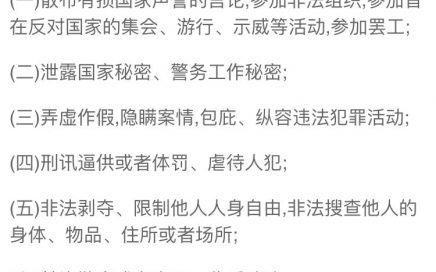 (一)散布有损国家声誉的言论,参加非法组织,参加旨
在反对国家的集会、游行、示威等活动,参加罢工;
(二)泄露国家秘密、警务工作秘密;
(三)弄虚作假,隐瞒案情,包庇、纵容违法犯罪活动;
(四)刑讯逼供或者体罚、虐待人犯;
(五)非法剥夺、限制他人人身自由,非法搜查他人的
身体、物品、住所或者场所;